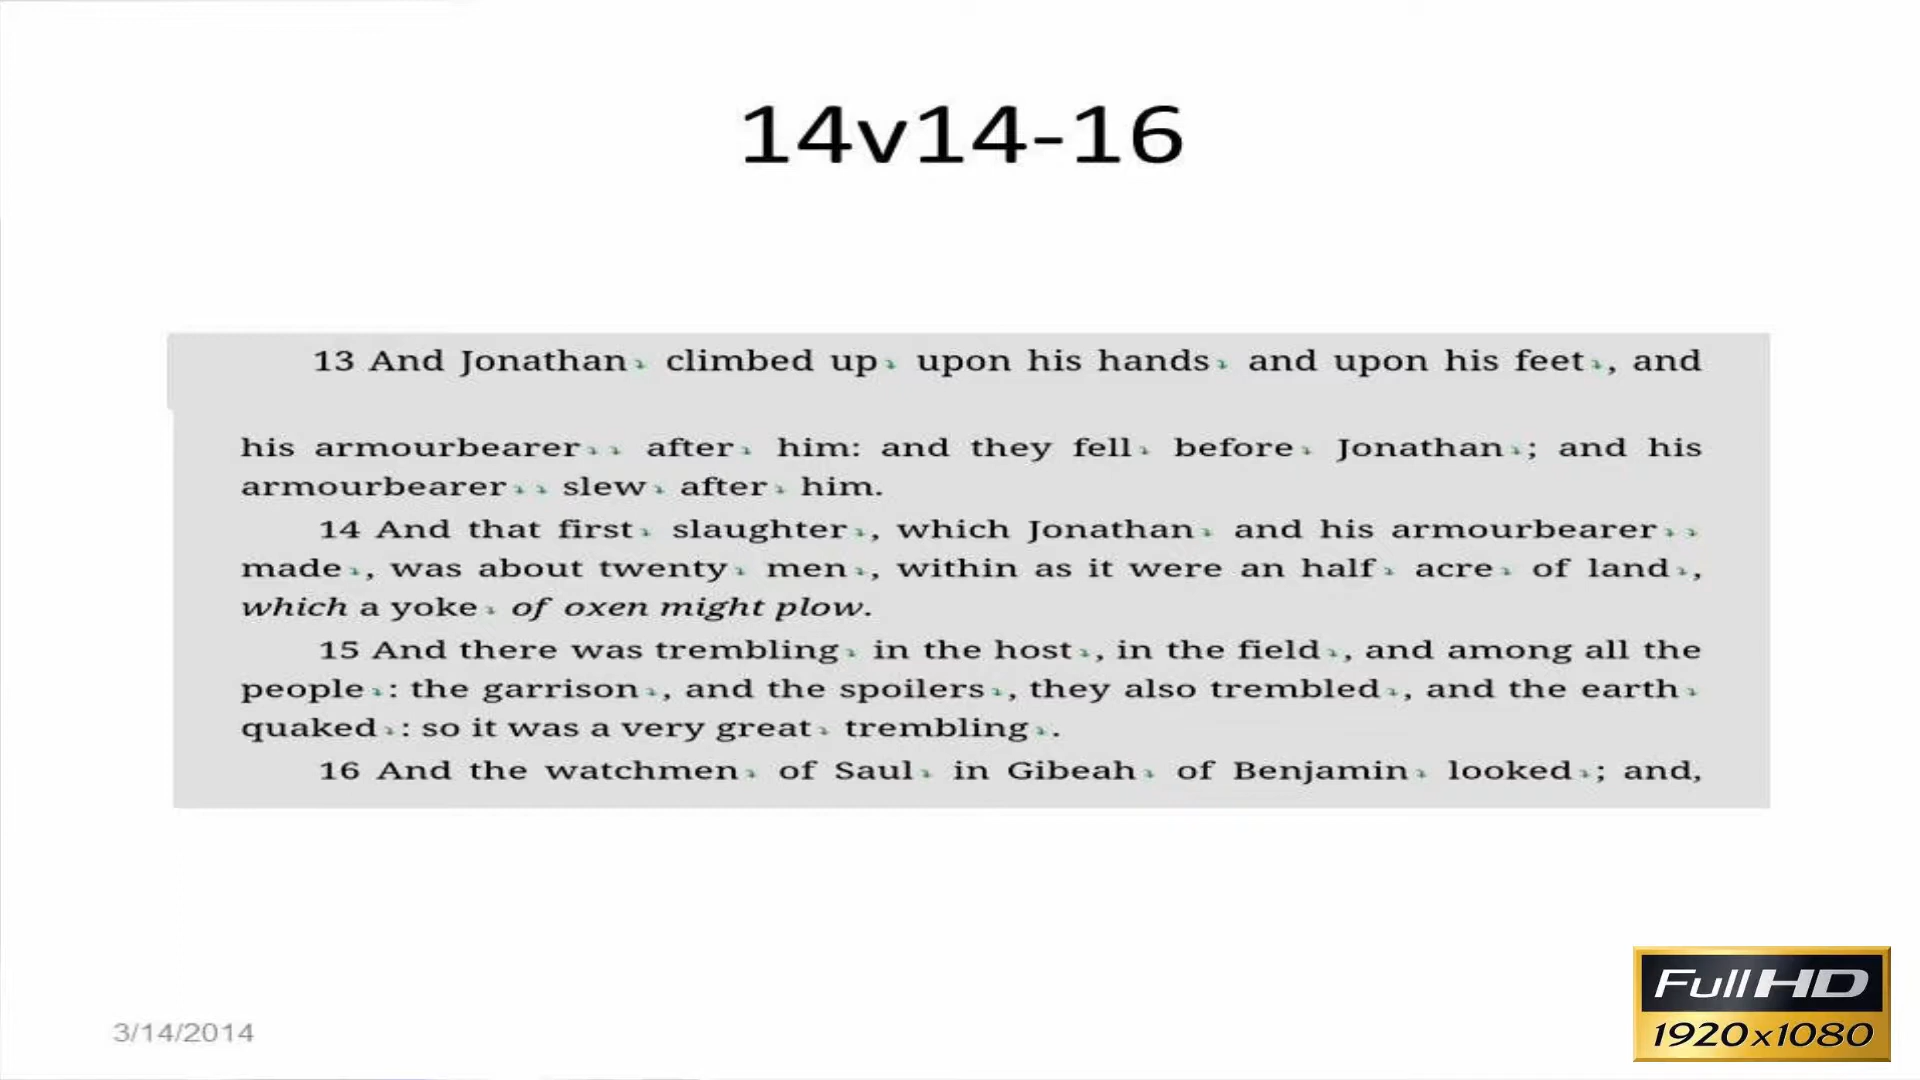 14v14-16
13 And Jonathan climbed up upon his hands and upon his feet, and
his armourbearer after him: and they fell before Jonathan; and his
armourbearer slew after him.
14 And that first slaughter, which Jonathan and his armourbearer
made, was about twenty men, within as it were an half acre of land,
which a yoke of oxen might plow.
15 And there was trembling in the host, in the field, and among all the
people: the garrison, and the spoilers, they also trembled, and the earth
quaked: so it was a very great trembling.
16 And the watchmen of Saul in Gibeah of Benjamin looked; and,
3/14/2014
Full HD
1920x1080